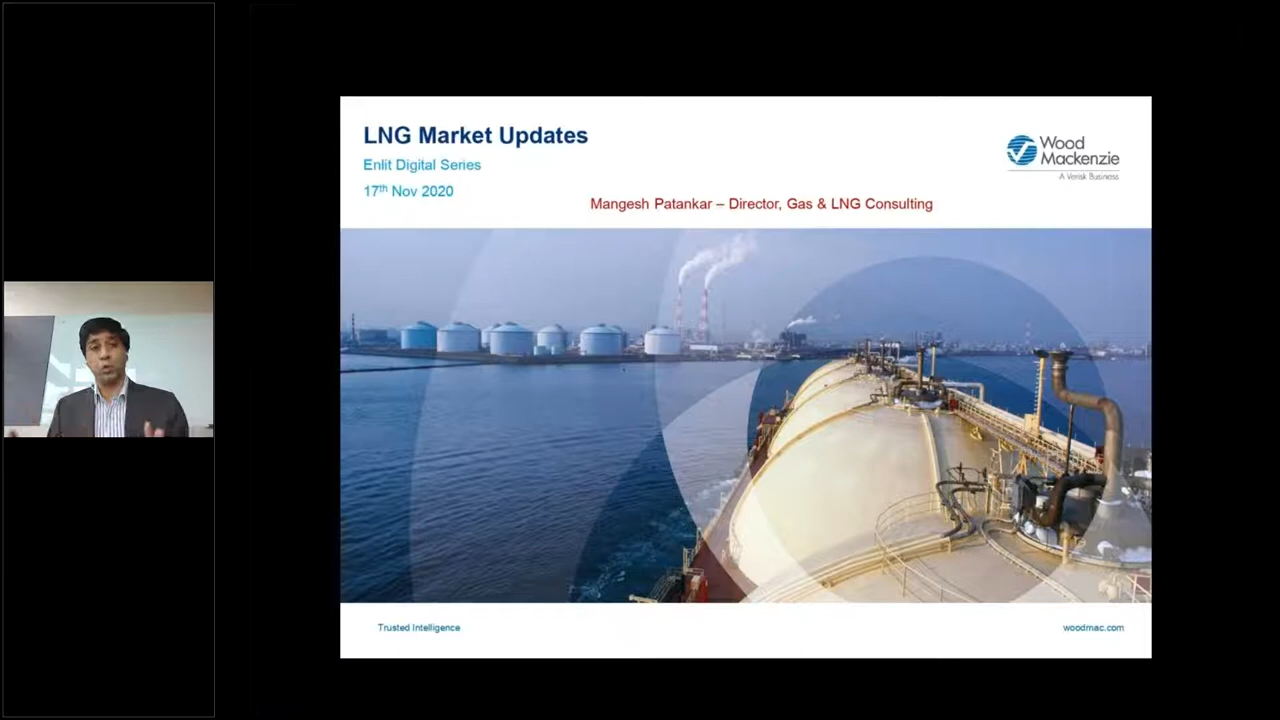 LNG Market Updates
Enlit Digital Series
17th Nov 2020
Mangesh Patankar – Director, Gas & LNG Consulting
Wood
Mackenzie
A Verisk Business
Trusted Intelligence
woodmac.com